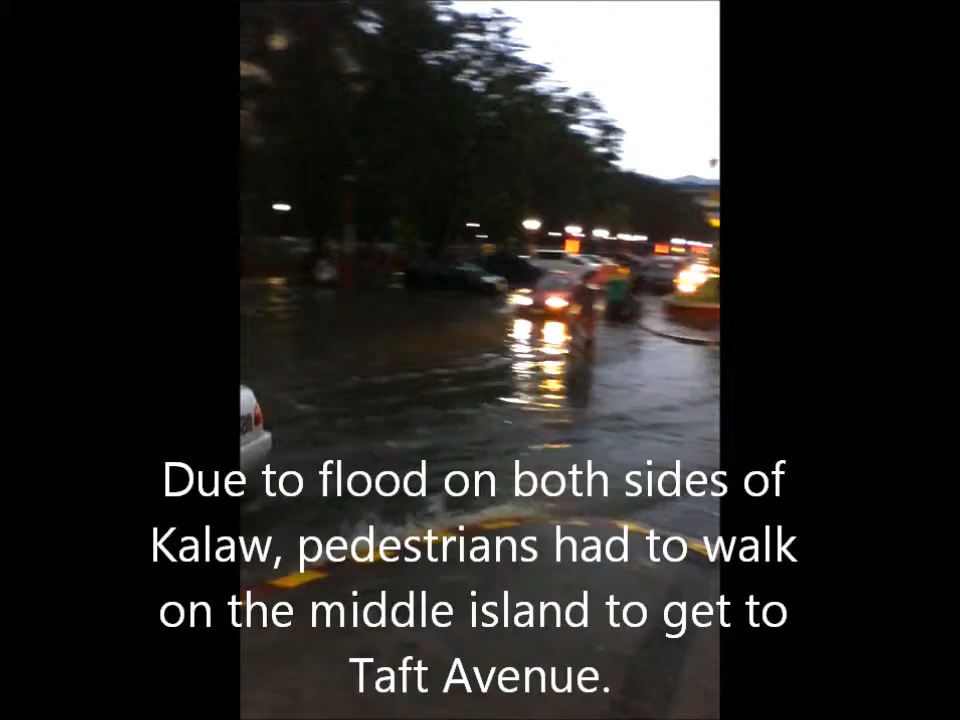 Due to flood on both sides of
Kalaw, pedestrians had to walk
on the middle island to get to
Taft Avenue.